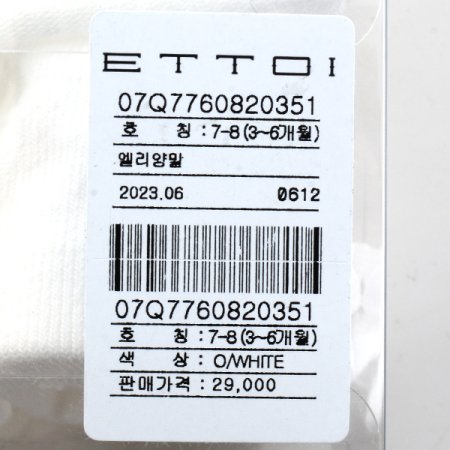 ETTOI
07Q7760820351
호 칭 : 7-8 (3~6개월)
엘리양말
2023.06 0612
07Q7760820351
호 칭 : 7-8 (3~6개월)
색 상 : O/WHITE
판매가격 : 29,000